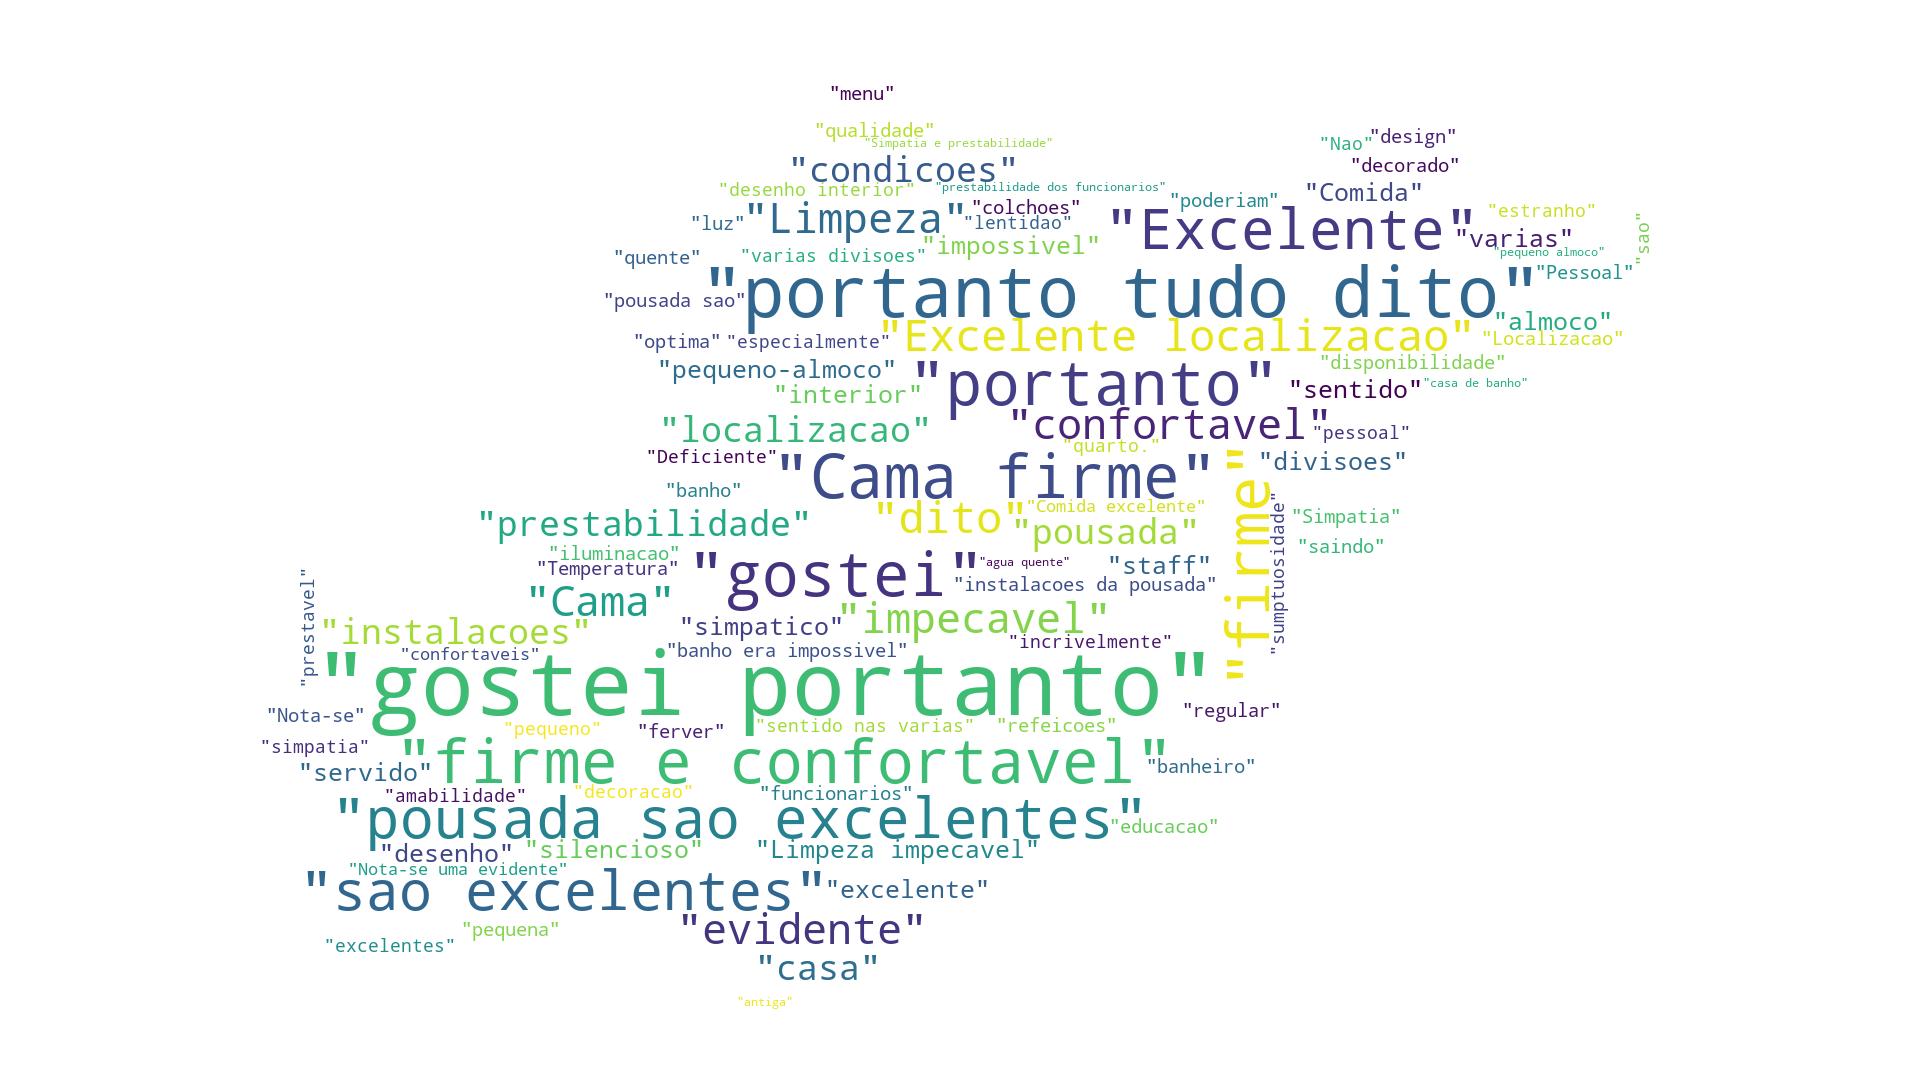 "menu"
"qualidade"
"Simpatia e prestabilidade"
"Nao" "design"
"condicoes"
"decorado"
"desenho interior" "prestabilidade dos funcionarios" "poderiam" "Comida"
"luz" "Limpeza" "colchoes" "lentidao" "Excelente" "estranho"
"varias" "sao"
"quente" "varias divisoes" "impossivel" "pequeno almoco"
"pousada sao" "portanto tudo dito" "Pessoal"
"optima" "especialmente" "Excelente localizacao" "almoco" "Localizacao"
"pequeno-almoco" "portanto" "disponibilidade"
"interior" "sentido" "casa de banho"
"localizacao" "confortavel" "pessoal"
"Deficiente" "quarto." "divisoes"
"banho" "Cama firme" "firme"
"prestabilidade" "dito" "Comida excelente" "pousada" "sumptuosidade" "Simpatia"
"iluminacao" "saindo"
"prestavel" "Temperatura" "gostei" "agua quente" "staff"
"Cama" "instalacoes da pousada"
"instalacoes" "simpatico" "impecavel"
"confortaveis" "banho era impossivel" "incrivelmente"
"gostei portanto"
"Nota-se" "pequeno" "ferver" "sentido nas varias" "refeicoes" "regular"
"simpatia"
"servido" "firme e confortavel" "banheiro"
"amabilidade" "decoracao" "funcionarios"
"pousada sao excelentes" "educacao"
"desenho" "silencioso" "Limpeza impecavel"
"Nota-se uma evidente"
"sao excelentes" "excelente"
"pequena" "evidente"
"excelentes"
"casa"
"antiga"